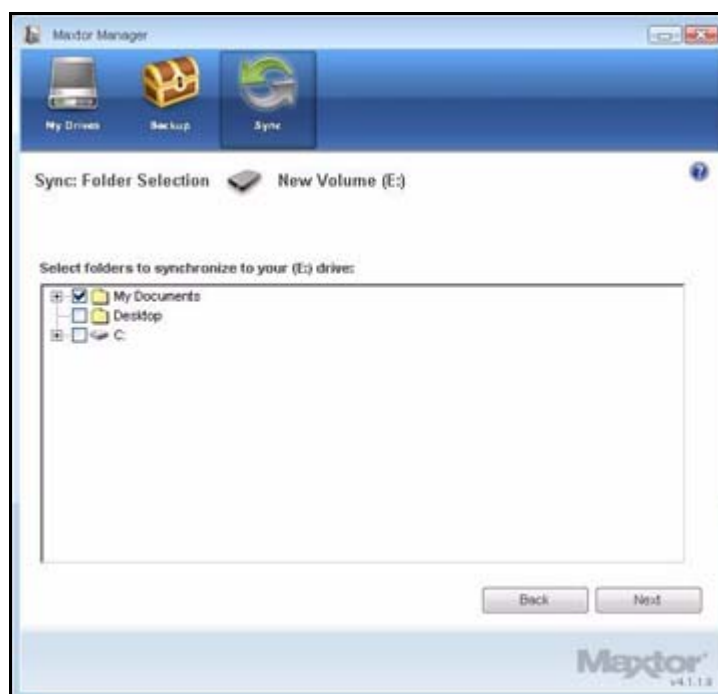 Maxtor Manager
My Drives Backup Sync
Sync: Folder Selection New Volume (E:)
Select folders to synchronize to your (E:) drive:
My Documents
Desktop
C:
Back Next
Maxtor